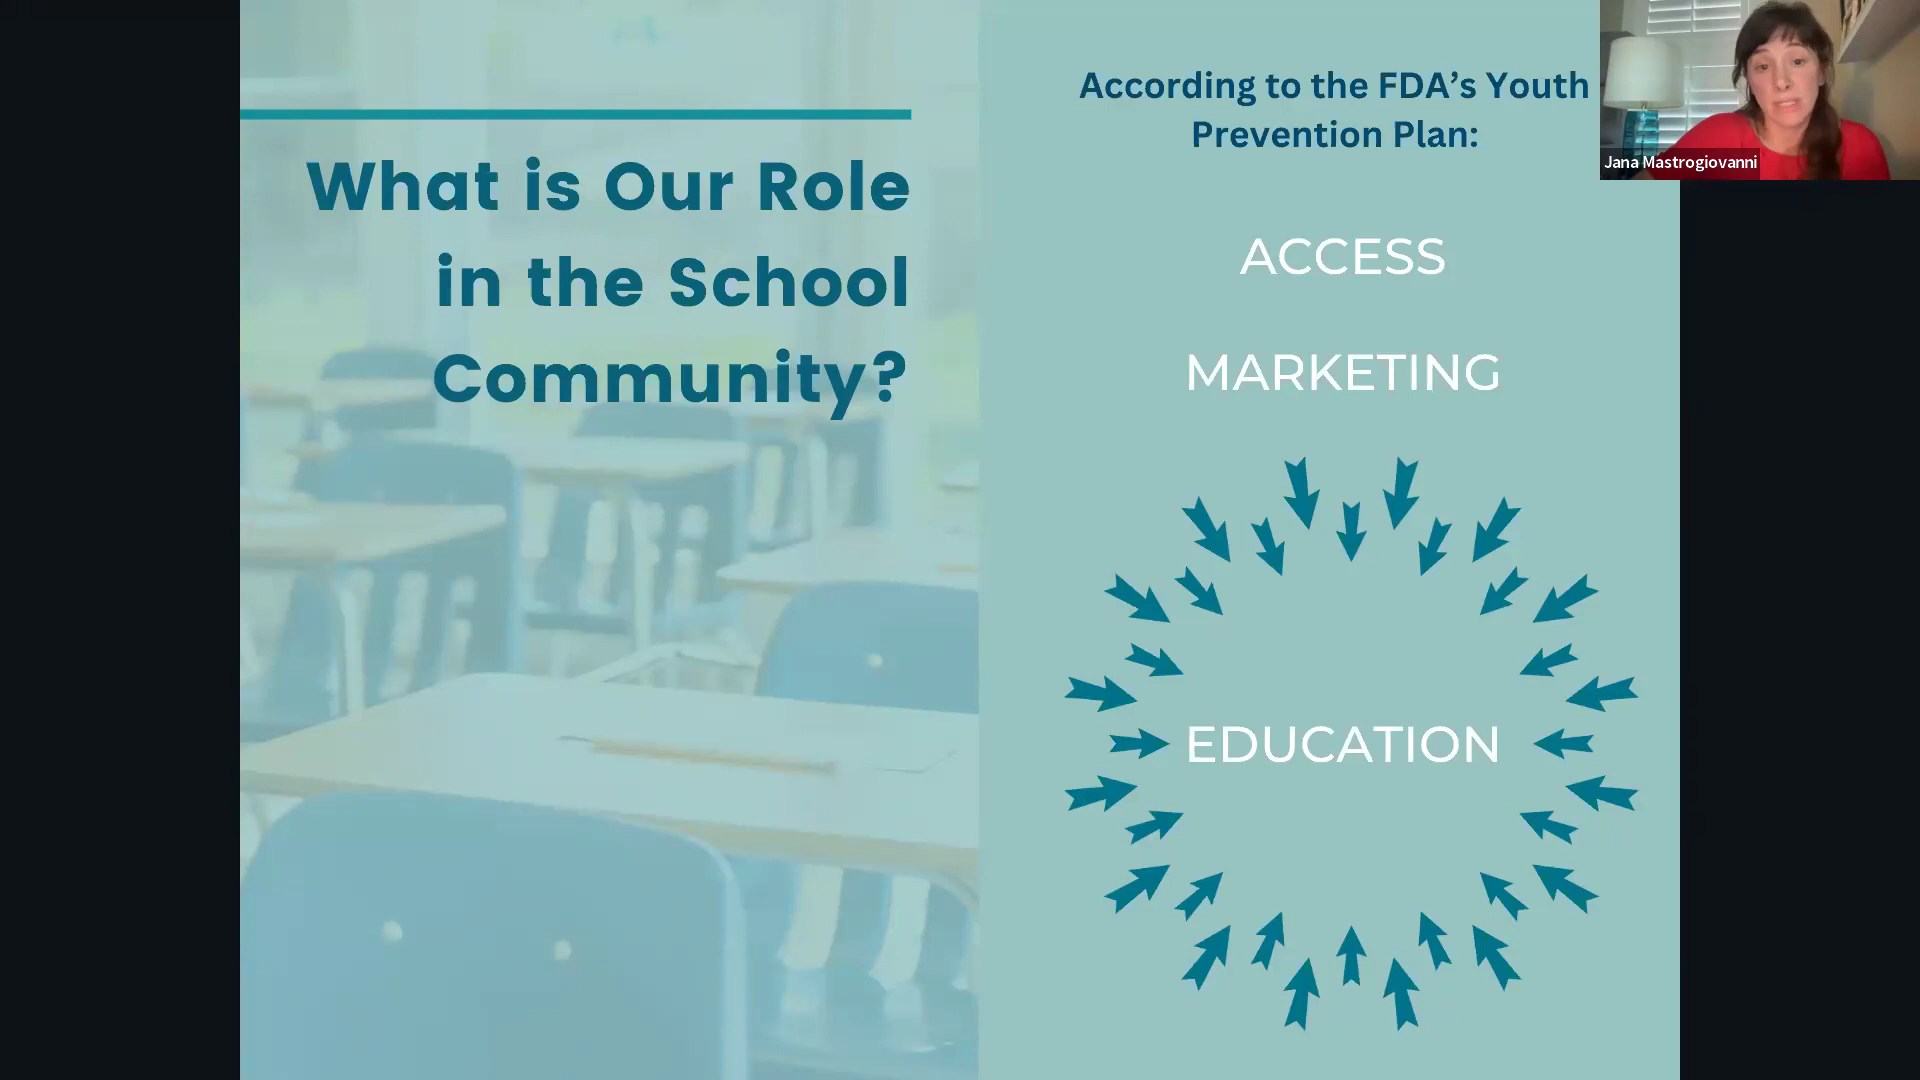 What is Our Role
in the School
Community?
According to the FDA’s Youth
Prevention Plan:
ACCESS
MARKETING
EDUCATION
Jana Mastrogiovanni